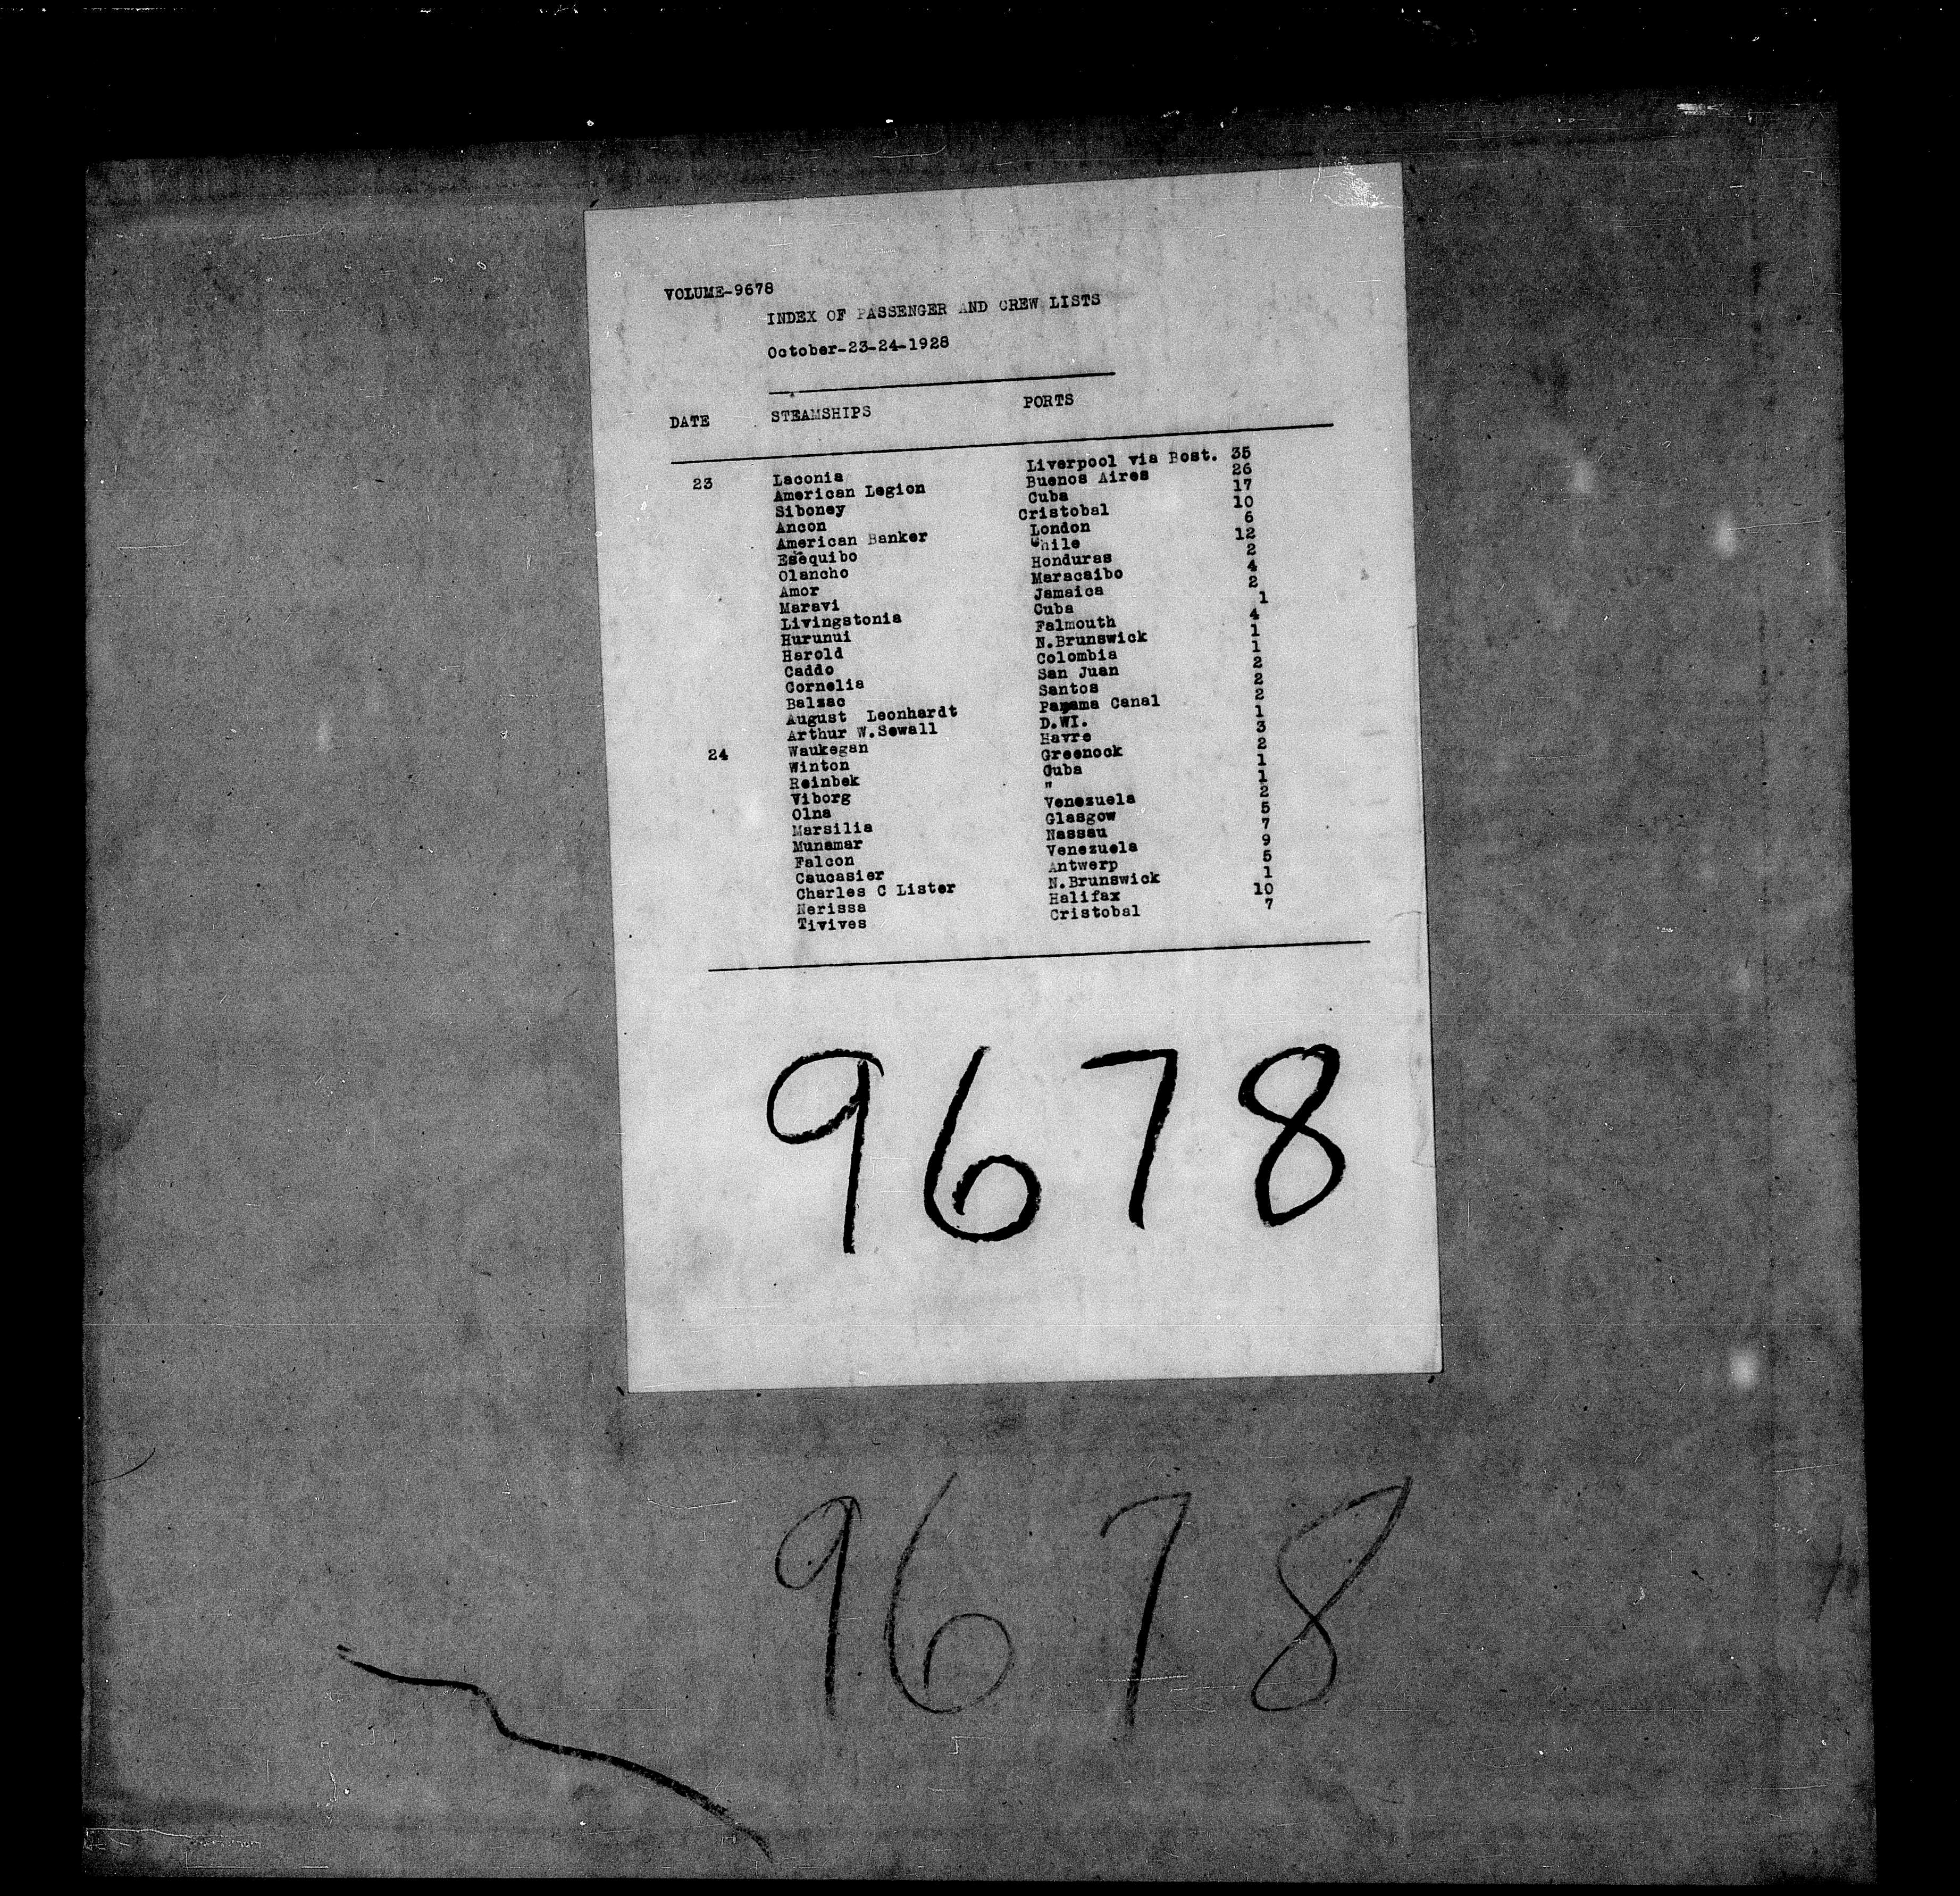 VOLUME-9678
INDEX OF PASSENGER AND CREW LISTS
October-23-24-1928
DATE STEAMSHIPS PORTS
23 Laconia Liverpool via Bost. 35
American Legion Buenos Aires 26
Siboney Cuba 17
Ancon Cristobal 10
American Banker London 6
Esequibo Chile 12
Olancho Honduras 2
Amor Maracaibo 4
Maravi Jamaica 2
Livingstonia Cuba 1
Hurunui Falmouth 4
Harold N.Brunswick 1
Caddo Colombia 1
Cornelia San Juan 2
Balzac Santos 2
August Leonhardt Panama Canal 2
Arthur W.Sewall D.WI. 1
24 Waukegan Havre 3
Winton Greenock 2
Reinbek Cuba 1
Viborg " 1
Olna Venezuela 2
Marsilia Glasgow 5
Munamar Nassau 7
Falcon Venezuela 9
Caucasier Antwerp 5
Charles C Lister N.Brunswick 1
Nerissa Halifax 10
Tivives Cristobal 7
9678
9678